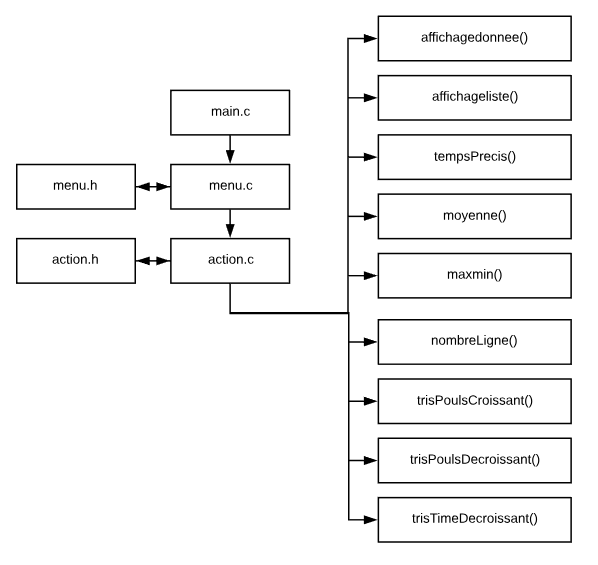 main.c
menu.h
menu.c
action.h
action.c
affichagedonnee()
affichageliste()
tempsPrecis()
moyenne()
maxmin()
nombreLigne()
trisPoulsCroissant()
trisPoulsDecroissant()
trisTimeDecroissant()